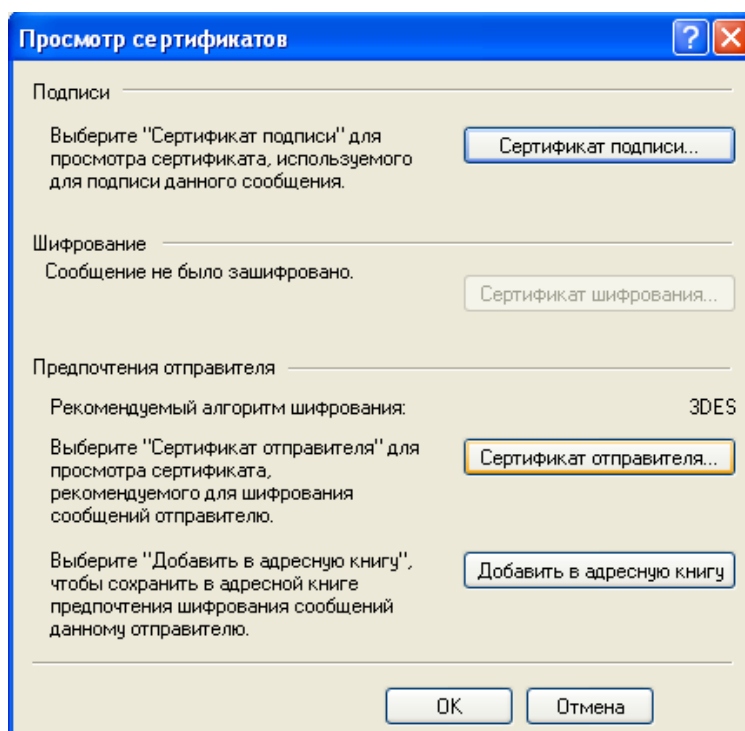 Просмотр сертификатов
Подписи
Выберите "Сертификат подписи" для
просмотра сертификата, используемого
для подписи данного сообщения.
Сертификат подписи...
Шифрование
Сообщение не было зашифровано.
Сертификат шифрования...
Предпочтения отправителя
Рекомендуемый алгоритм шифрования: 3DES
Выберите "Сертификат отправителя" для
просмотра сертификата,
рекомендуемого для шифрования
сообщений отправителю.
Сертификат отправителя...
Выберите "Добавить в адресную книгу",
чтобы сохранить в адресной книге
предпочтения шифрования сообщений
данному отправителю.
Добавить в адресную книгу
OK Отмена